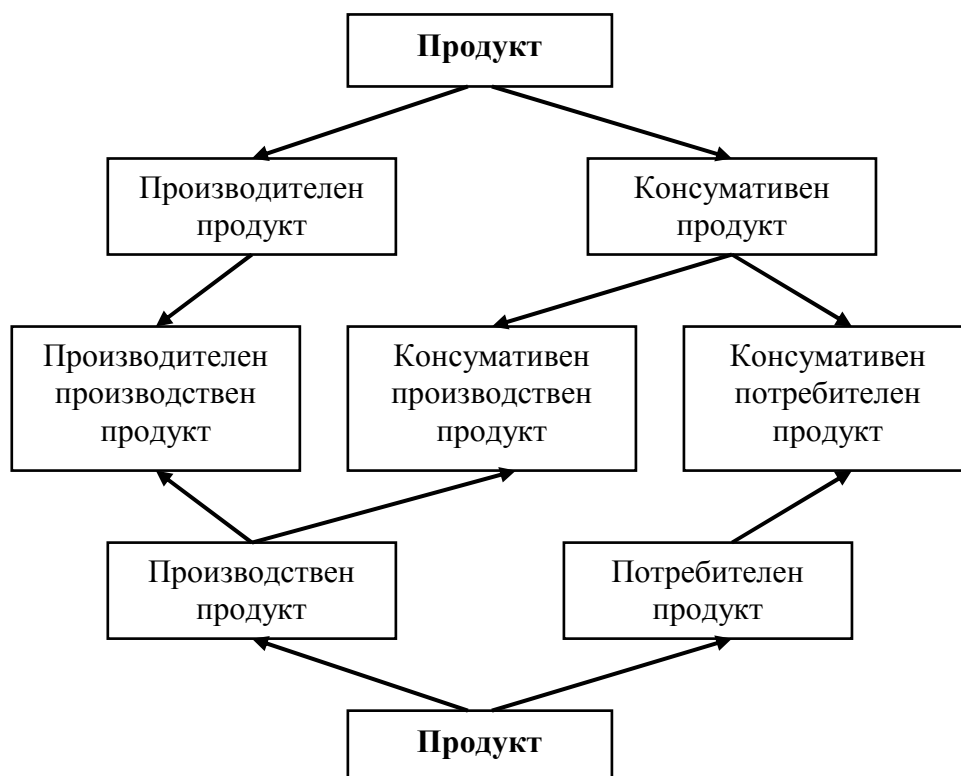 Продукт
Производителен
продукт
Консумативен
продукт
Производителен
производствен
продукт
Консумативен
производствен
продукт
Консумативен
потребителен
продукт
Производствен
продукт
Потребителен
продукт
Продукт